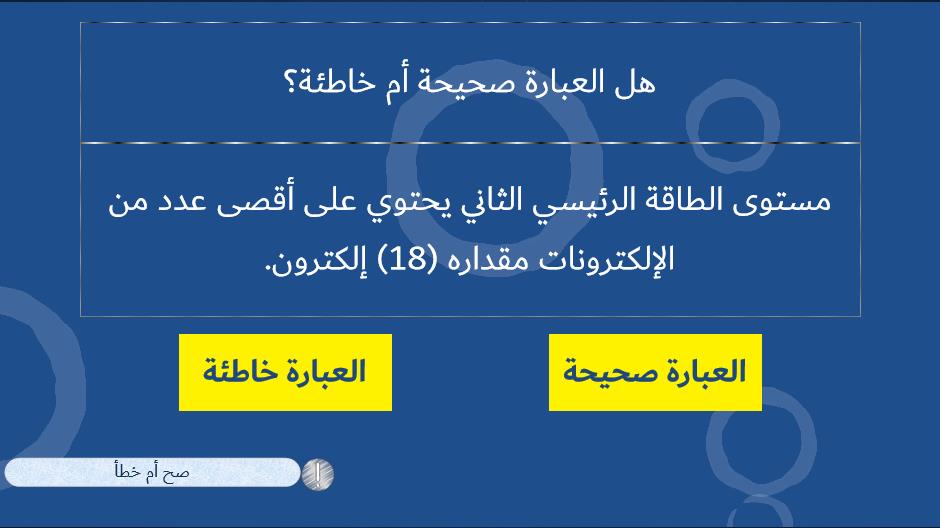 هل العبارة صحيحة أم خاطئة؟
مستوى الطاقة الرئيسي الثاني يحتوي على أقصى عدد من
الإلكترونات مقداره (18) إلكترون.
العبارة صحيحة
العبارة خاطئة
صح أم خطأ
!